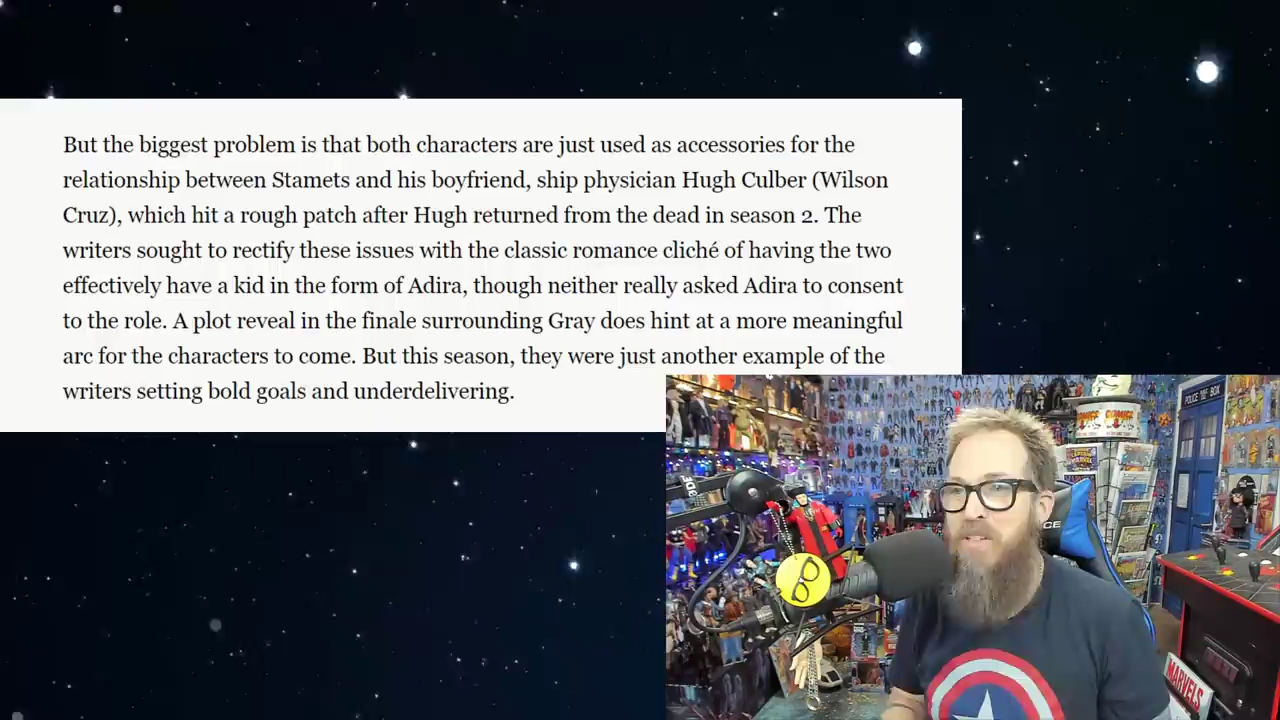 But the biggest problem is that both characters are just used as accessories for the
relationship between Stamets and his boyfriend, ship physician Hugh Culber (Wilson
Cruz), which hit a rough patch after Hugh returned from the dead in season 2. The
writers sought to rectify these issues with the classic romance cliché of having the two
effectively have a kid in the form of Adira, though neither really asked Adira to consent
to the role. A plot reveal in the finale surrounding Gray does hint at a more meaningful
arc for the characters to come. But this season, they were just another example of the
writers setting bold goals and underdelivering.
POLICE BOX
COMICS
MARVELS